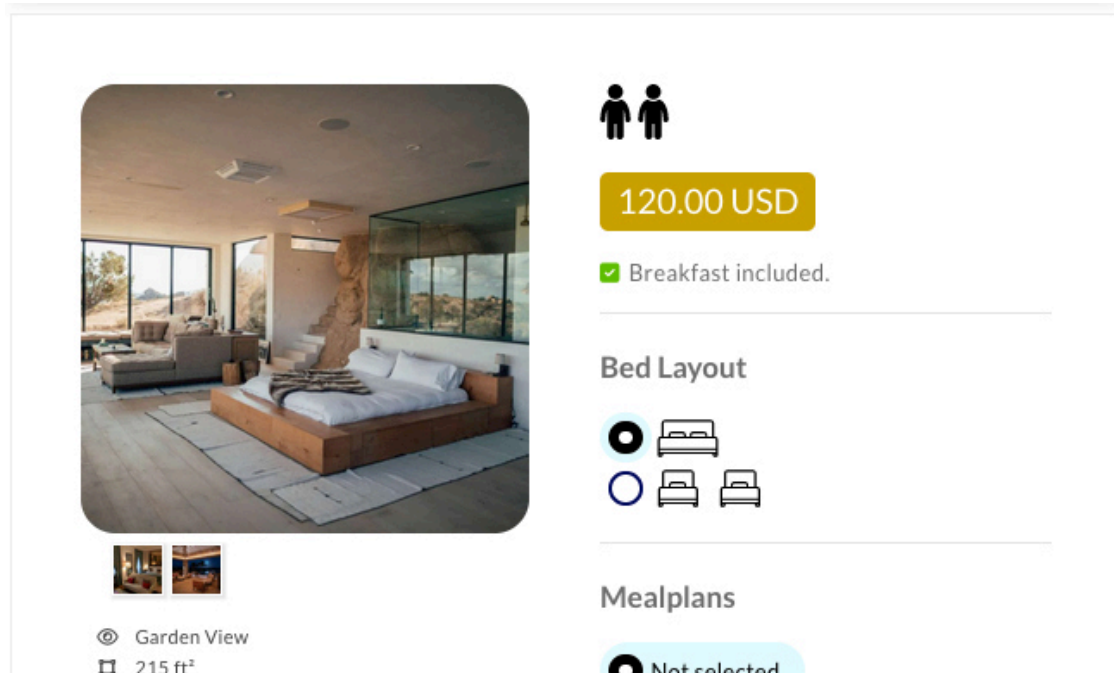 120.00 USD
Breakfast included.
Bed Layout
Mealplans
Not selected
Garden View
215 ft²